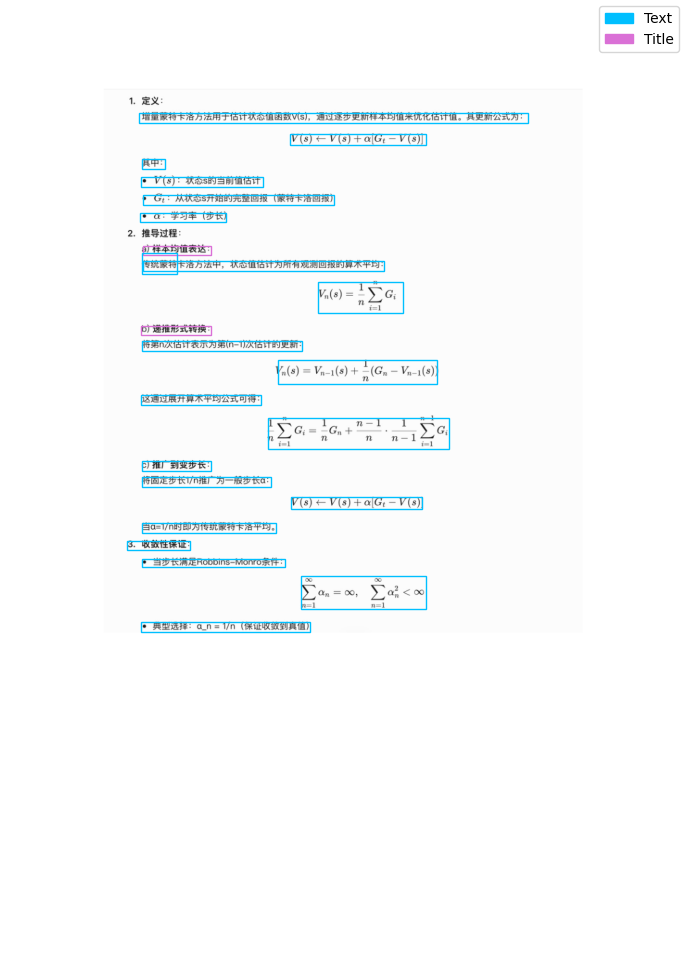 Text
Title
1. 定义：
增量蒙特卡洛方法用于估计状态值函数V(s)，通过逐步更新样本均值来优化估计值。其更新公式为：
V(s) ← V(s) + α[G_t − V(s)]
其中：
• V(s)：状态s的当前值估计
• G_t：从状态s开始的完整回报（蒙特卡洛回报）
• α：学习率（步长）
2. 推导过程：
a) 样本均值表达：
传统蒙特卡洛方法中，状态值估计为所有观测回报的算术平均：
V_n(s) = \frac{1}{n} \sum_{i=1}^{n} G_i
b) 递推形式转换：
将第n次估计表示为第(n−1)次估计的更新：
V_n(s) = V_{n−1}(s) + \frac{1}{n}(G_n − V_{n−1}(s))
这通过展开算术平均公式可得：
\frac{1}{n} \sum_{i=1}^{n} G_i = \frac{1}{n} G_n + \frac{n−1}{n} · \frac{1}{n−1} \sum_{i=1}^{n−1} G_i
c) 推广到变步长：
将固定步长1/n推广为一般步长α：
V(s) ← V(s) + α[G_t − V(s)]
当α=1/n时即为传统蒙特卡洛平均。
3. 收敛性保证：
• 当步长满足Robbins−Monro条件：
\sum_{n=1}^{∞} α_n = ∞, \sum_{n=1}^{∞} α_n^2 < ∞
• 典型选择：α_n = 1/n（保证收敛到真值）